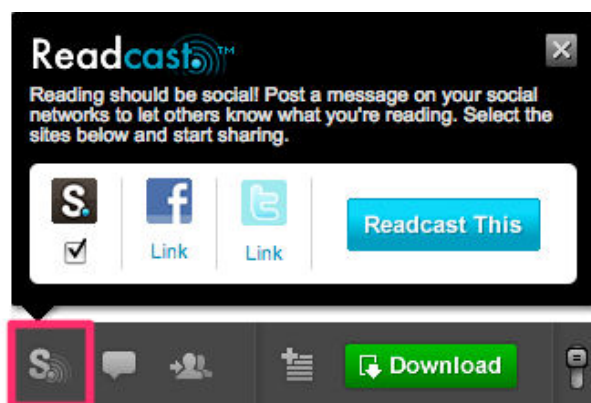 Readcast™
Reading should be social! Post a message on your social
networks to let others know what you're reading. Select the
sites below and start sharing.
S.
f
t
Link
Link
Readcast This
S
Download